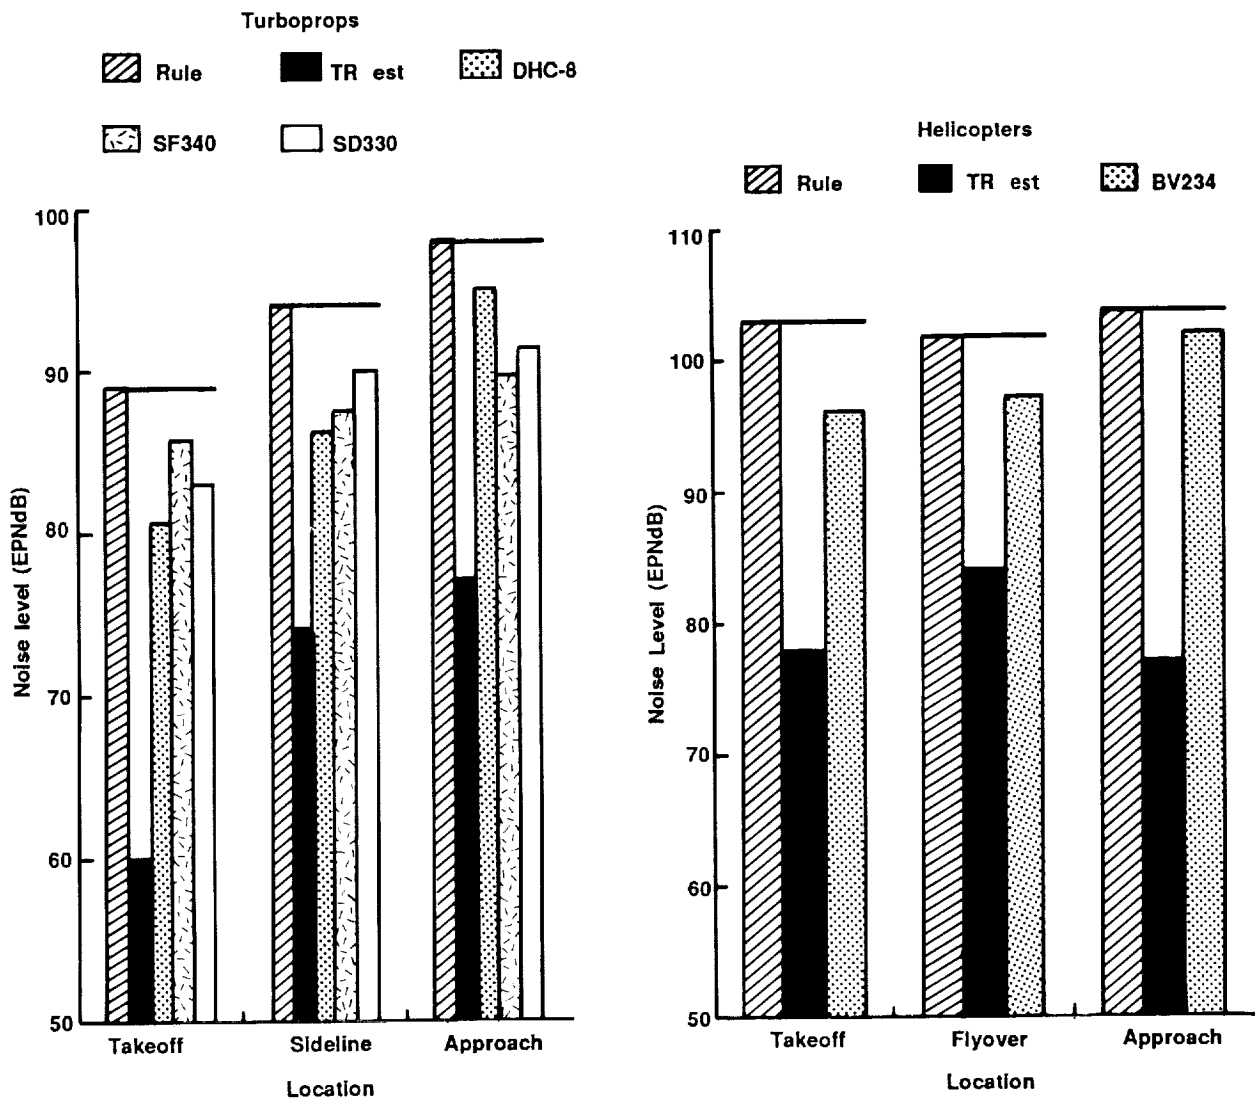 Turboprops
Rule
TR est
DHC-8
SF340
SD330
Noise level (EPNdB)
100
90
80
70
60
50
Takeoff
Sideline
Approach
Location
Helicopters
Rule
TR est
BV234
Noise Level (EPNdB)
110
100
90
80
70
60
50
Takeoff
Flyover
Approach
Location